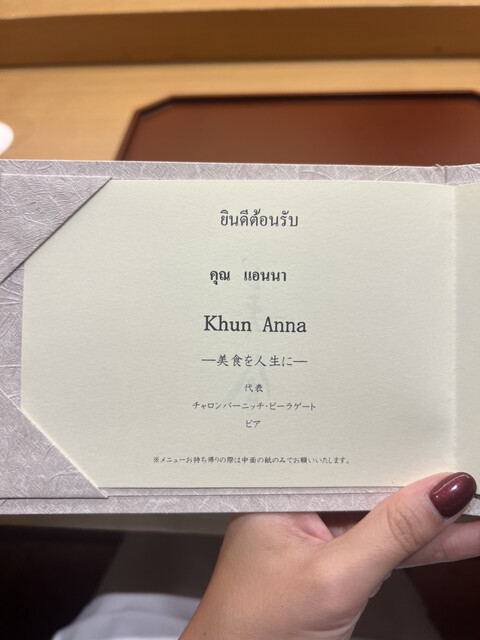 ยินดีต้อนรับ
คุณ แอนนา
Khun Anna
―美食を人生に―
代表
チャロンパーニッチ・ピーラゲート
ピア
※メニューお持ち帰りの際は中面の紙のみでお願いいたします。